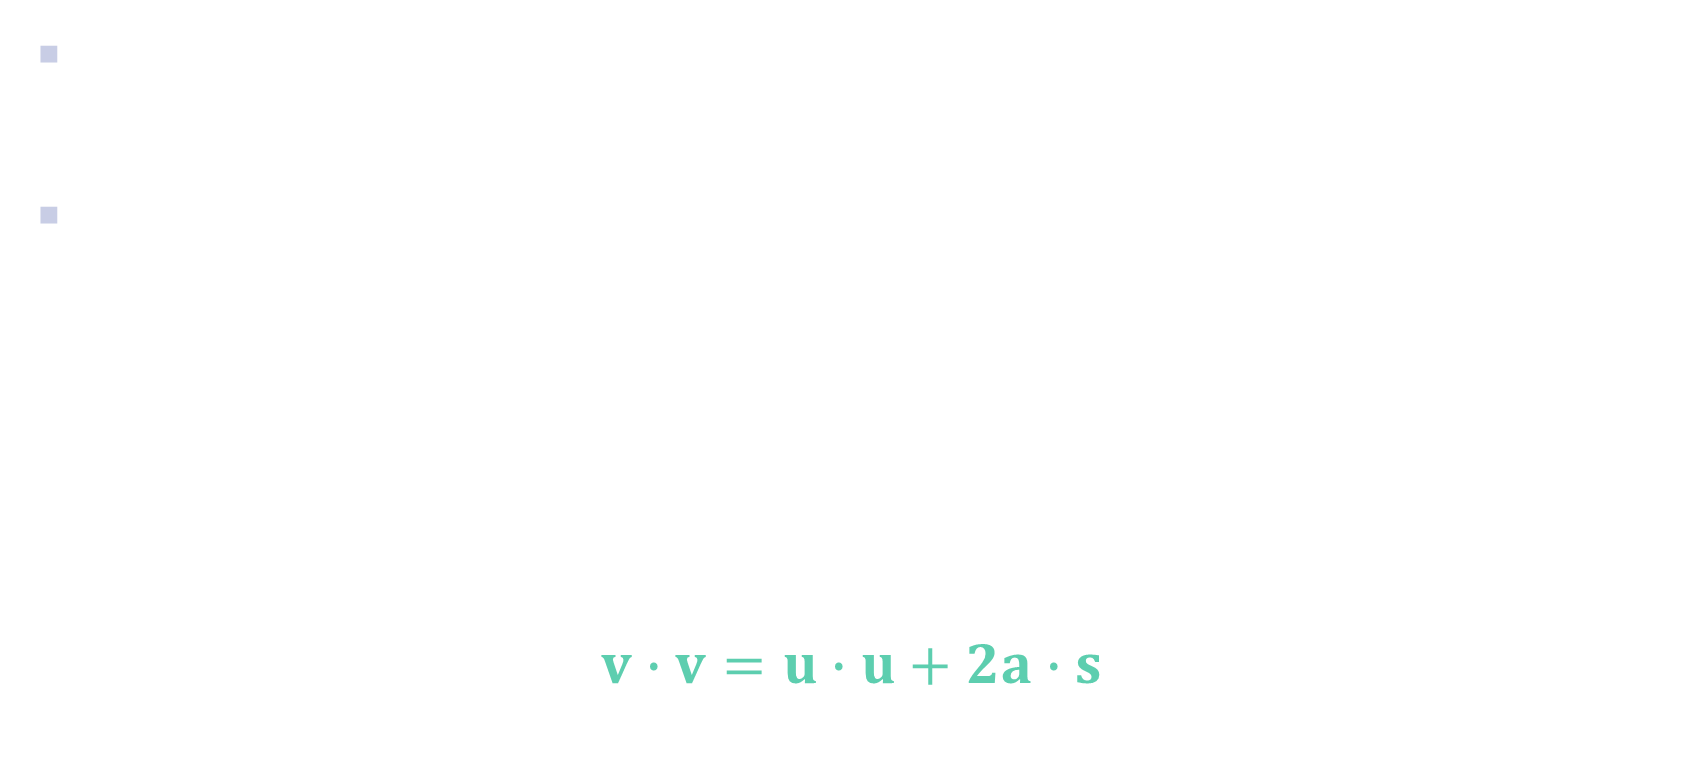 v · v = u · u + 2a · s